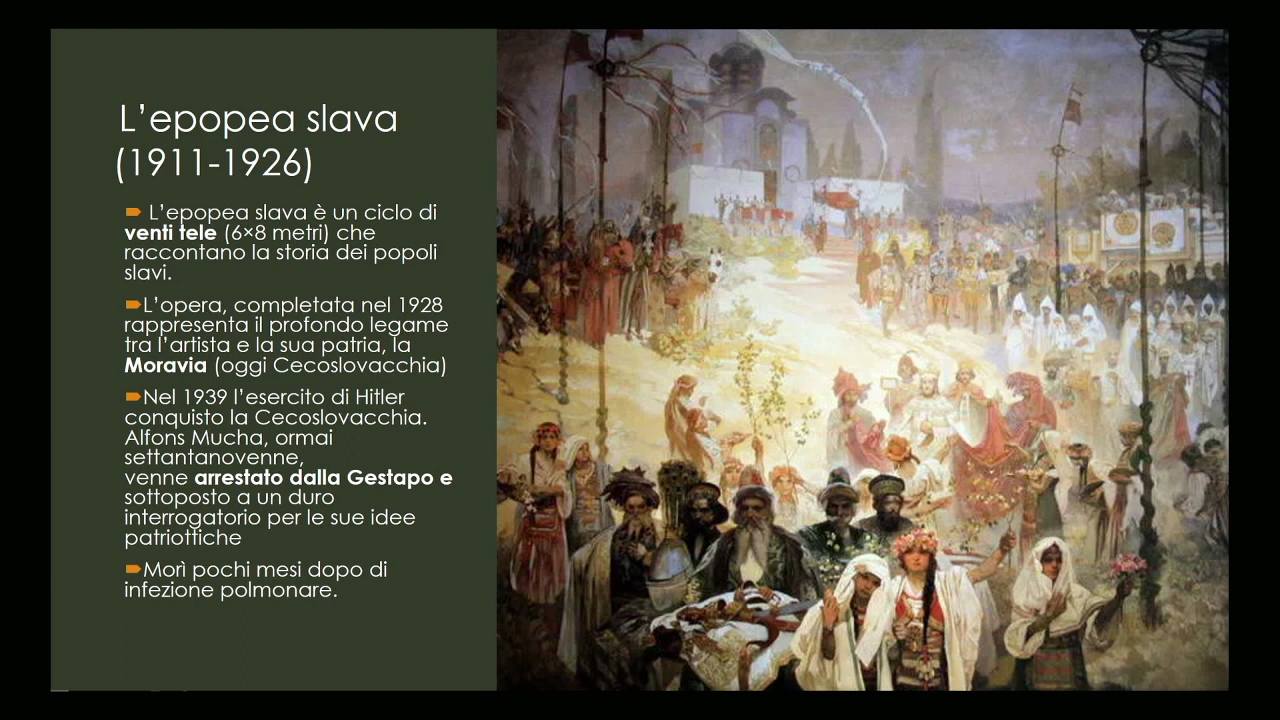 L’epopea slava
(1911-1926)
L’epopea slava è un ciclo di
venti tele (6×8 metri) che
raccontano la storia dei popoli
slavi.
L’opera, completata nel 1928
rappresenta il profondo legame
tra l’artista e la sua patria, la
Moravia (oggi Cecoslovacchia)
Nel 1939 l’esercito di Hitler
conquisto la Cecoslovacchia.
Alfons Mucha, ormai
settantanovenne,
venne arrestato dalla Gestapo e
sottoposto a un duro
interrogatorio per le sue idee
patriottiche
Morì pochi mesi dopo di
infezione polmonare.